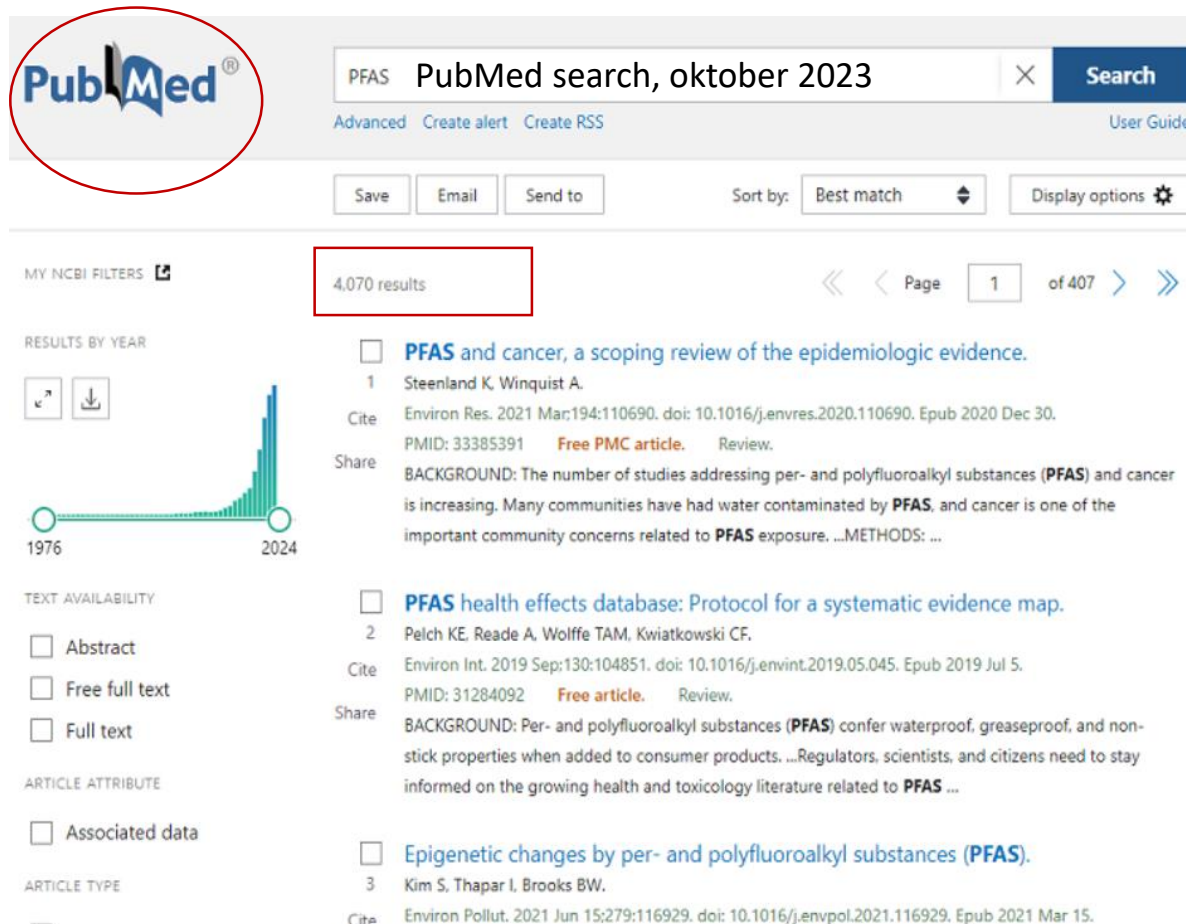 PubMed®
PFAS PubMed search, oktober 2023
Search
Advanced Create alert Create RSS
User Guide
Save Email Send to Sort by: Best match Display options
MY NCBI FILTERS
4,070 results
Page 1 of 407
RESULTS BY YEAR
1976 2024
PFAS and cancer, a scoping review of the epidemiologic evidence.
1 Steenland K, Winquist A.
Cite Environ Res. 2021 Mar;194:110690. doi: 10.1016/j.envres.2020.110690. Epub 2020 Dec 30.
PMID: 33385391 Free PMC article. Review.
Share
BACKGROUND: The number of studies addressing per- and polyfluoroalkyl substances (PFAS) and cancer
is increasing. Many communities have had water contaminated by PFAS, and cancer is one of the
important community concerns related to PFAS exposure. ...METHODS: ...
TEXT AVAILABILITY
Abstract
Free full text
Full text
PFAS health effects database: Protocol for a systematic evidence map.
2 Pelch KE, Reade A, Wolffe TAM, Kwiatkowski CF.
Cite Environ Int. 2019 Sep;130:104851. doi: 10.1016/j.envint.2019.05.045. Epub 2019 Jul 5.
PMID: 31284092 Free article. Review.
Share
BACKGROUND: Per- and polyfluoroalkyl substances (PFAS) confer waterproof, greaseproof, and non-
stick properties when added to consumer products. ...Regulators, scientists, and citizens need to stay
informed on the growing health and toxicology literature related to PFAS ...
ARTICLE ATTRIBUTE
Associated data
ARTICLE TYPE
Epigenetic changes by per- and polyfluoroalkyl substances (PFAS).
3 Kim S, Thapar I, Brooks BW.
Cite Environ Pollut. 2021 Jun 15;279:116929. doi: 10.1016/j.envpol.2021.116929. Epub 2021 Mar 15.